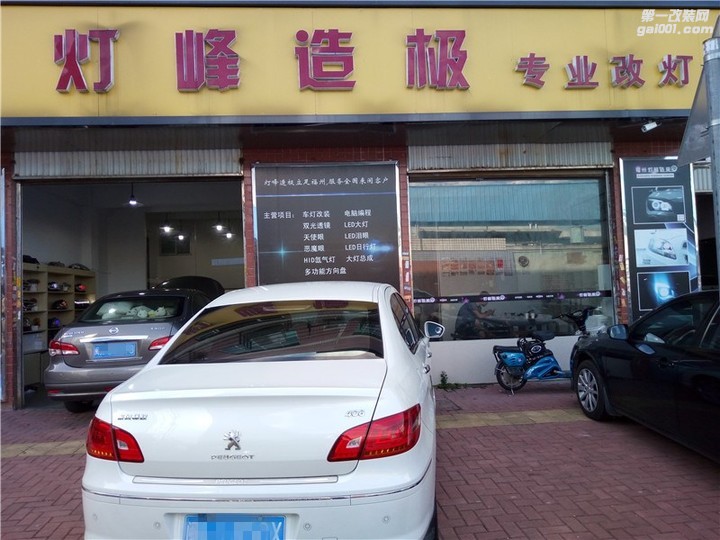 第一改装网
gai001.com
灯峰造极 专业改灯
灯峰造极立足福州,服务全国来闽客户
主营项目: 车灯改装 电脑编程
双光透镜 LED大灯
天使眼 LED泪眼
恶魔眼 LED日行灯
HID氙气灯 大灯总成
多功能方向盘
PEUGEOT
408